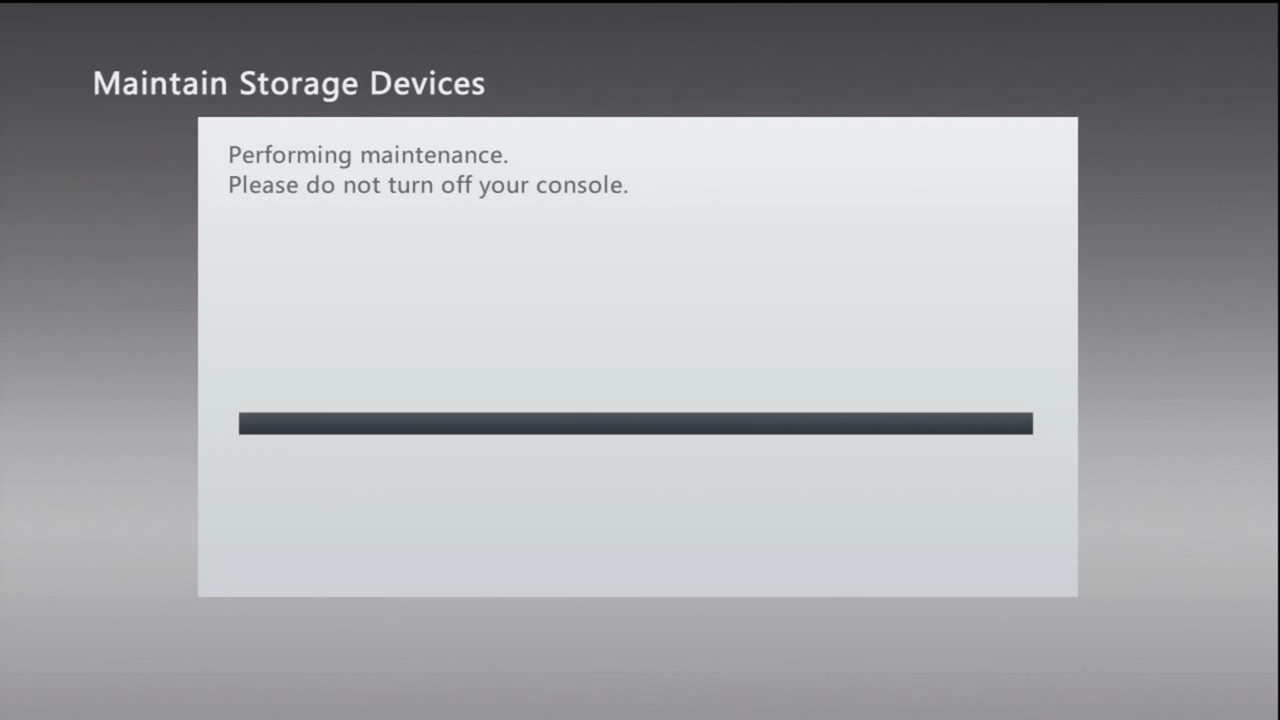 Maintain Storage Devices
Performing maintenance.
Please do not turn off your console.